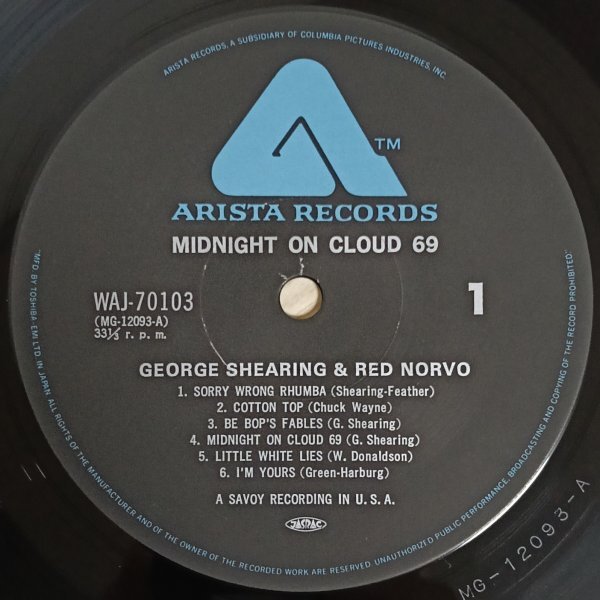 ARISTA RECORDS, A SUBSIDIARY OF COLUMBIA PICTURES INDUSTRIES, INC.
TM
ARISTA RECORDS
MIDNIGHT ON CLOUD 69
WAJ-70103
(MG-12093-A)
33⅓ r. p. m.
1
GEORGE SHEARING & RED NORVO
1. SORRY WRONG RHUMBA (Shearing-Feather)
2. COTTON TOP (Chuck Wayne)
3. BE BOP'S FABLES (G. Shearing)
4. MIDNIGHT ON CLOUD 69 (G. Shearing)
5. LITTLE WHITE LIES (W. Donaldson)
6. I'M YOURS (Green-Harburg)
A SAVOY RECORDING IN U. S. A.
JASRAC
"MFD. BY TOSHIBA EMI LTD. IN JAPAN. ALL RIGHTS OF THE MANUFACTURER AND OF THE OWNER OF THE RECORDED WORK ARE RESERVED. UNAUTHORIZED PUBLIC PERFORMANCE, BROADCASTING AND COPYING OF THE RECORD PROHIBITED"
MG-12093-A